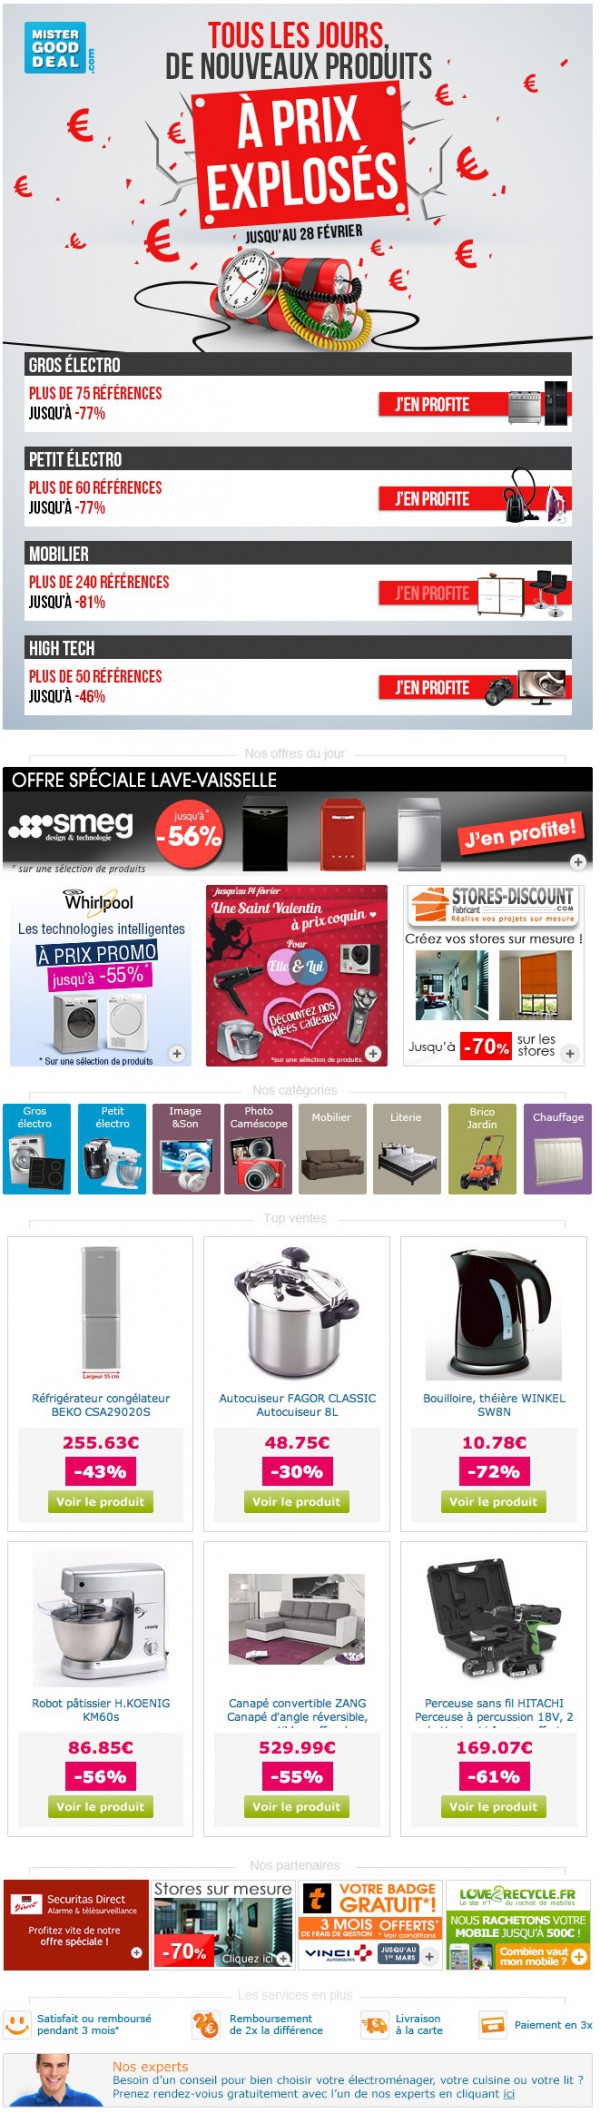 MISTER
GOOD
DEAL
.com
TOUS LES JOURS,
DE NOUVEAUX PRODUITS
À PRIX
EXPLOSÉS
JUSQU'AU 28 FÉVRIER
GROS ÉLECTRO
PLUS DE 75 RÉFÉRENCES
JUSQU'À -77%
J'EN PROFITE
PETIT ÉLECTRO
PLUS DE 60 RÉFÉRENCES
JUSQU'À -77%
J'EN PROFITE
MOBILIER
PLUS DE 240 RÉFÉRENCES
JUSQU'À -81%
J'EN PROFITE
HIGH TECH
PLUS DE 50 RÉFÉRENCES
JUSQU'À -46%
J'EN PROFITE
Nos offres du jour
OFFRE SPÉCIALE LAVE-VAISSELLE
smeg
design & technologie
jusqu'à*
-56%
J'en profite!
* sur une sélection de produits
Whirlpool
Les technologies intelligentes
À PRIX PROMO
jusqu'à -55%*
* Sur une sélection de produits
Jusqu'au 14 février
Une Saint Valentin
à prix coquin
Pour
Elle & Lui
Découvrez nos
idées cadeaux
*sur une sélection de produits
STORES-DISCOUNT
Fabricant .COM
Réalise vos projets sur mesure
Créez vos stores sur mesure !
Jusqu'à -70% sur les
stores
Nos catégories
Gros
électro
Petit
électro
Image
&Son
Photo
Caméscope
Mobilier
Literie
Brico
Jardin
Chauffage
Top ventes
Largeur 55 cm
Réfrigérateur congélateur
BEKO CSA29020S
255.63€
-43%
Voir le produit
Autocuiseur FAGOR CLASSIC
Autocuiseur 8L
48.75€
-30%
Voir le produit
Bouilloire, théière WINKEL
SW8N
10.78€
-72%
Voir le produit
Robot pâtissier H.KOENIG
KM60s
86.85€
-56%
Voir le produit
Canapé convertible ZANG
Canapé d'angle réversible,
529.99€
-55%
Voir le produit
Perceuse sans fil HITACHI
Perceuse à percussion 18V, 2
169.07€
-61%
Voir le produit
Nos partenaires
Securitas Direct
Alarme & télésurveillance
Profitez vite de notre
offre spéciale !
Stores sur mesure
-70%
Cliquez ici
VOTRE BADGE
GRATUIT*!
3 MOIS OFFERTS*
DE FRAIS DE GESTION * Voir conditions
VINCI
AUTOROUTES
JUSQU'AU
1ER MARS
LOVE2RECYCLE.FR
Le site n°1 du rachat de mobiles
NOUS RACHETONS VOTRE
MOBILE JUSQU'À 500€ !
Combien vaut
mon mobile ?
Les services en plus
Satisfait ou remboursé
pendant 3 mois*
Remboursement
de 2x la différence
Livraison
à la carte
Paiement en 3x
Nos experts
Besoin d'un conseil pour bien choisir votre électroménager, votre cuisine ou votre lit ?
Prenez rendez-voius gratuitement avec l'un de nos experts en cliquant ici